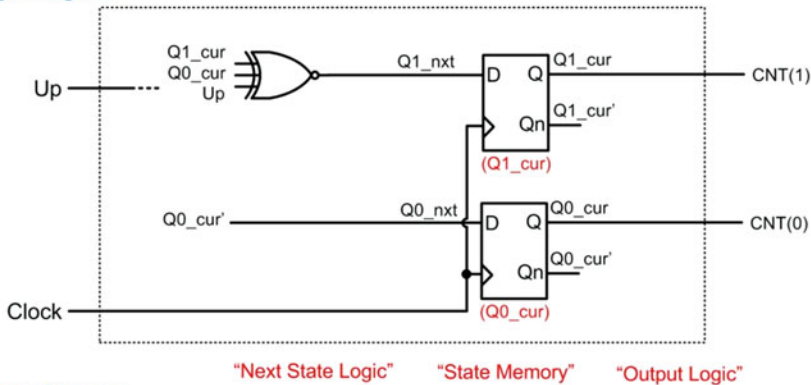 Q1_cur
Q0_cur
Up
Up
Q1_nxt
D
Q
Q1_cur
CNT(1)
Qn
Q1_cur'
(Q1_cur)
Q0_cur'
Q0_nxt
D
Q
Q0_cur
CNT(0)
Qn
Q0_cur'
(Q0_cur)
Clock
"Next State Logic"
"State Memory"
"Output Logic"